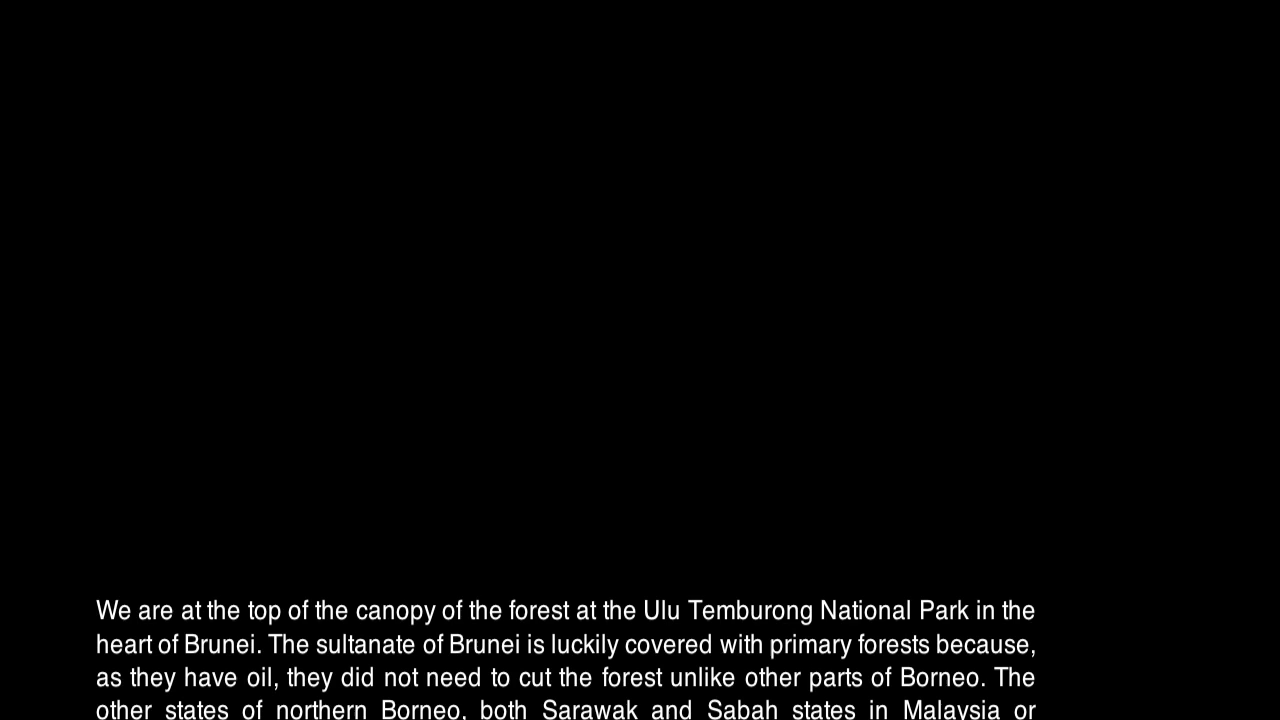 We are at the top of the canopy of the forest at the Ulu Temburong National Park in the
heart of Brunei. The sultanate of Brunei is luckily covered with primary forests because,
as they have oil, they did not need to cut the forest unlike other parts of Borneo. The
other states of northern Borneo, both Sarawak and Sabah states in Malaysia or